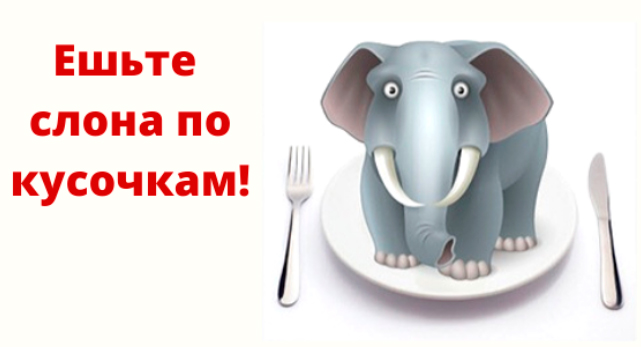 Ешьте
слона по
кусочкам!